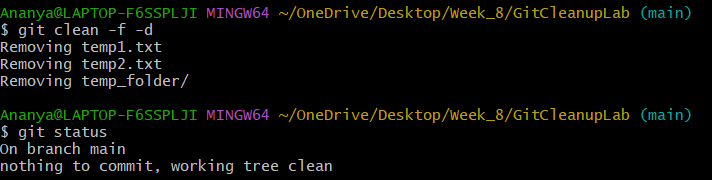 Ananya@LAPTOP-F6SSPLJI MINGW64 ~/OneDrive/Desktop/Week_8/GitCleanupLab (main)
$ git clean -f -d
Removing temp1.txt
Removing temp2.txt
Removing temp_folder/
Ananya@LAPTOP-F6SSPLJI MINGW64 ~/OneDrive/Desktop/Week_8/GitCleanupLab (main)
$ git status
On branch main
nothing to commit, working tree clean